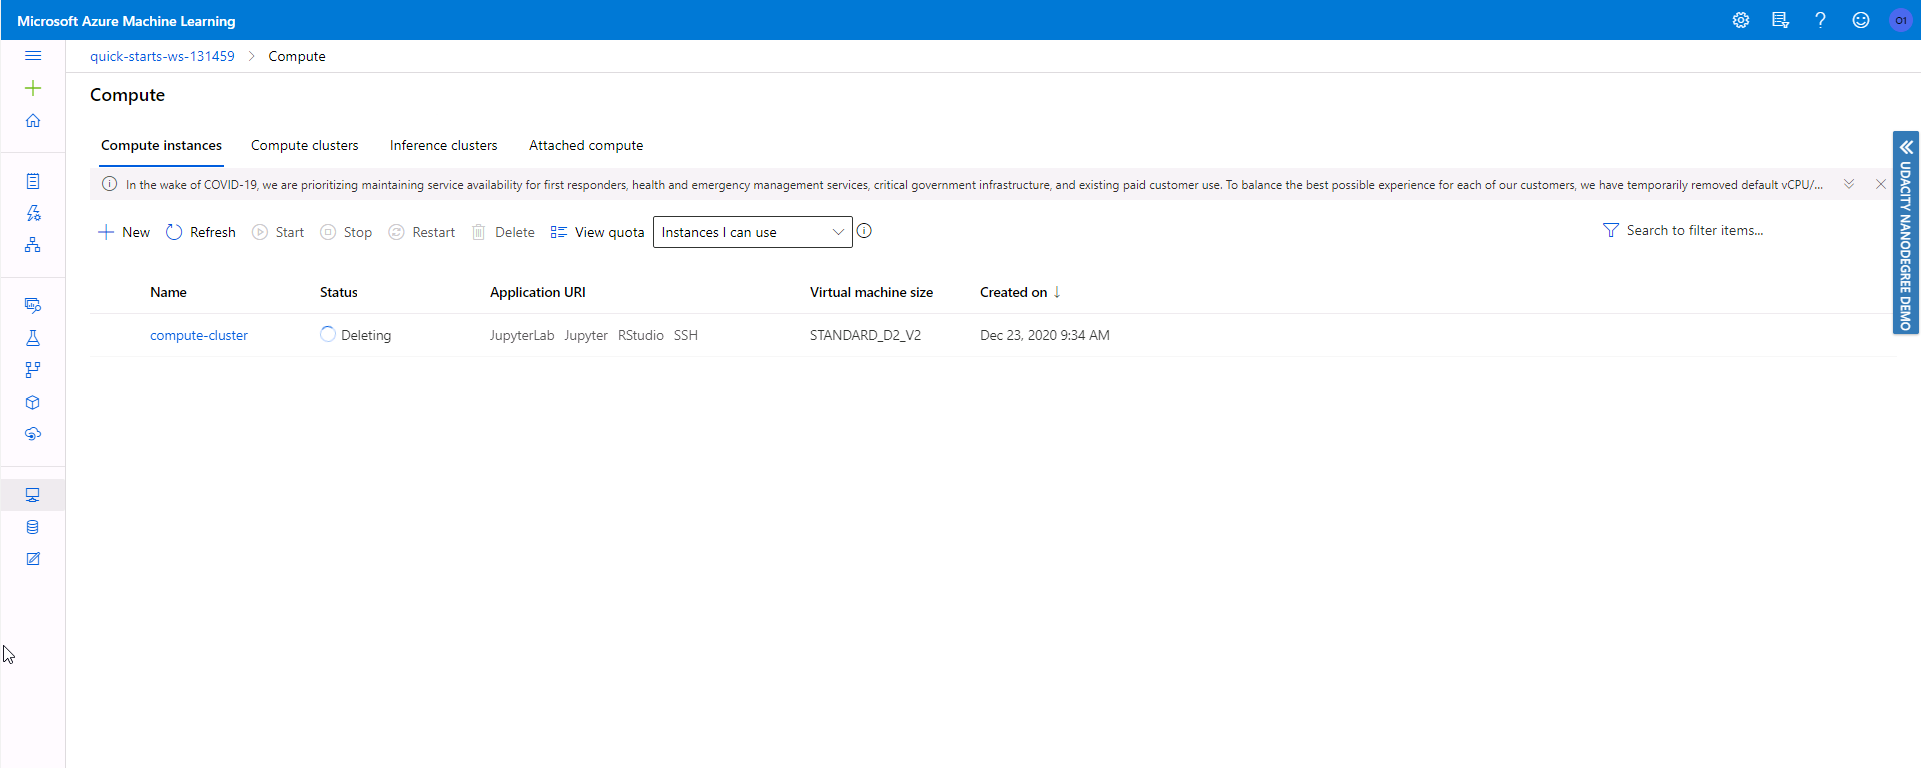 Microsoft Azure Machine Learning
O1
quick-starts-ws-131459 > Compute
Compute
Compute instances Compute clusters Inference clusters Attached compute
In the wake of COVID-19, we are prioritizing maintaining service availability for first responders, health and emergency management services, critical government infrastructure, and existing paid customer use. To balance the best possible experience for each of our customers, we have temporarily removed default vCPU/...
New Refresh Start Stop Restart Delete View quota Instances I can use Search to filter items...
Name Status Application URI Virtual machine size Created on ↓
compute-cluster Deleting JupyterLab Jupyter RStudio SSH STANDARD_D2_V2 Dec 23, 2020 9:34 AM
UDACITY NANODEGREE DEMO